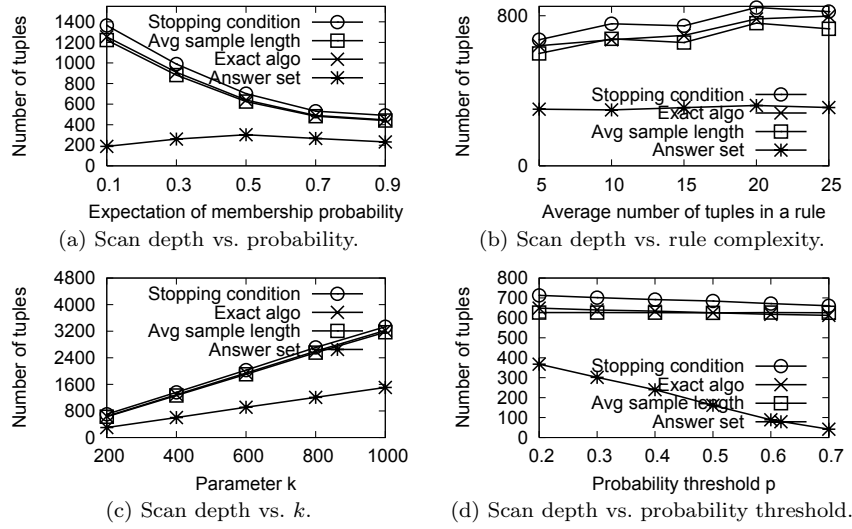 Number of tuples
1400
1200
1000
800
600
400
200
0
Stopping condition
Avg sample length
Exact algo
Answer set
0.1 0.3 0.5 0.7 0.9
Expectation of membership probability
(a) Scan depth vs. probability.
Number of tuples
800
0
Stopping condition
Exact algo
Avg sample length
Answer set
5 10 15 20 25
Average number of tuples in a rule
(b) Scan depth vs. rule complexity.
Number of tuples
4800
4000
3200
2400
1600
800
0
Stopping condition
Exact algo
Avg sample length
Answer set
200 400 600 800 1000
Parameter k
(c) Scan depth vs. k.
Number of tuples
800
700
600
500
400
300
200
100
0
Stopping condition
Exact algo
Avg sample length
Answer set
0.2 0.3 0.4 0.5 0.6 0.7
Probability threshold p
(d) Scan depth vs. probability threshold.